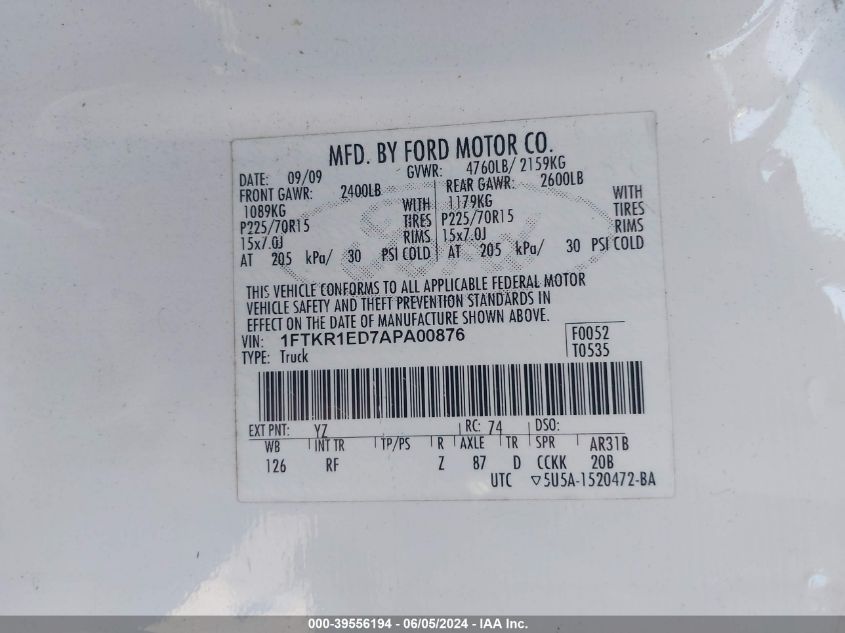 MFD. BY FORD MOTOR CO.
DATE: 09/09 GVWR: 4760LB/ 2159KG
FRONT GAWR: 2400LB REAR GAWR: 2600LB
1089KG WITH 1179KG WITH
P225/70R15 TIRES P225/70R15 TIRES
15x7.0J RIMS 15x7.0J RIMS
AT 205 kPa/ 30 PSI COLD AT 205 kPa/ 30 PSI COLD
THIS VEHICLE CONFORMS TO ALL APPLICABLE FEDERAL MOTOR
VEHICLE SAFETY AND THEFT PREVENTION STANDARDS IN
EFFECT ON THE DATE OF MANUFACTURE SHOWN ABOVE.
VIN: 1FTKR1ED7APA00876 F0052
TYPE: Truck T0535
EXT PNT: YZ RC: 74 DSO:
WB INT TR TP/PS R AXLE TR SPR AR31B
126 RF Z 87 D CCKK 20B
UTC ▽5U5A-1520472-BA
000-39556194 - 06/05/2024 - IAA Inc.